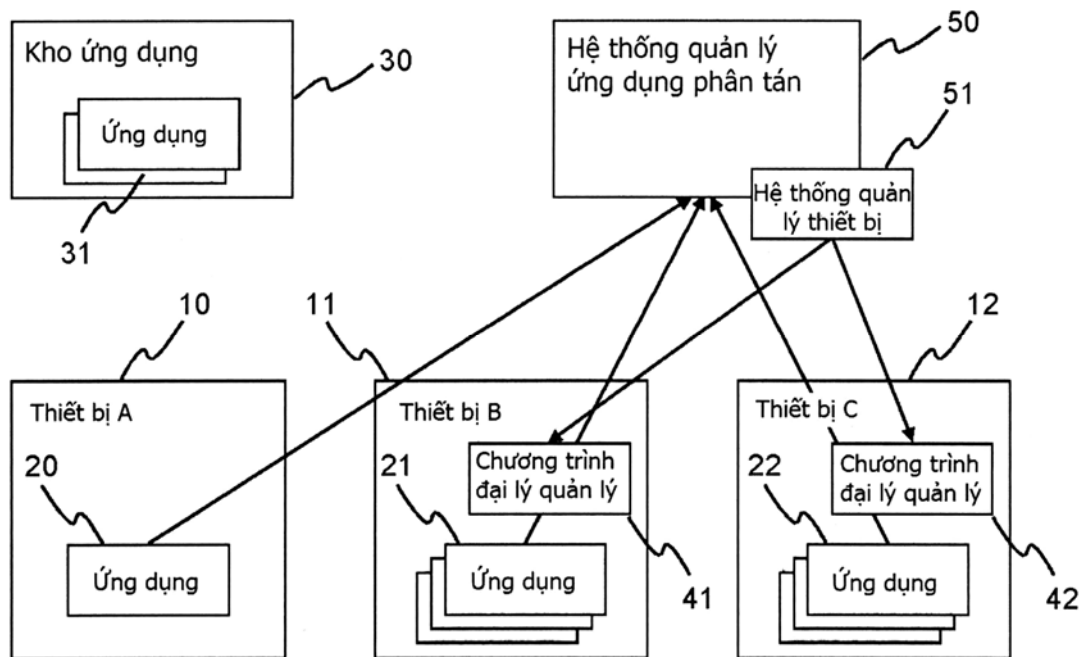 Kho ứng dụng
30
Ứng dụng
31
Hệ thống quản lý
ứng dụng phân tán
50
51
Hệ thống quản
lý thiết bị
10
11
12
Thiết bị A
20
Ứng dụng
Thiết bị B
21
Chương trình
đại lý quản lý
Ứng dụng
41
Thiết bị C
22
Chương trình
đại lý quản lý
Ứng dụng
42